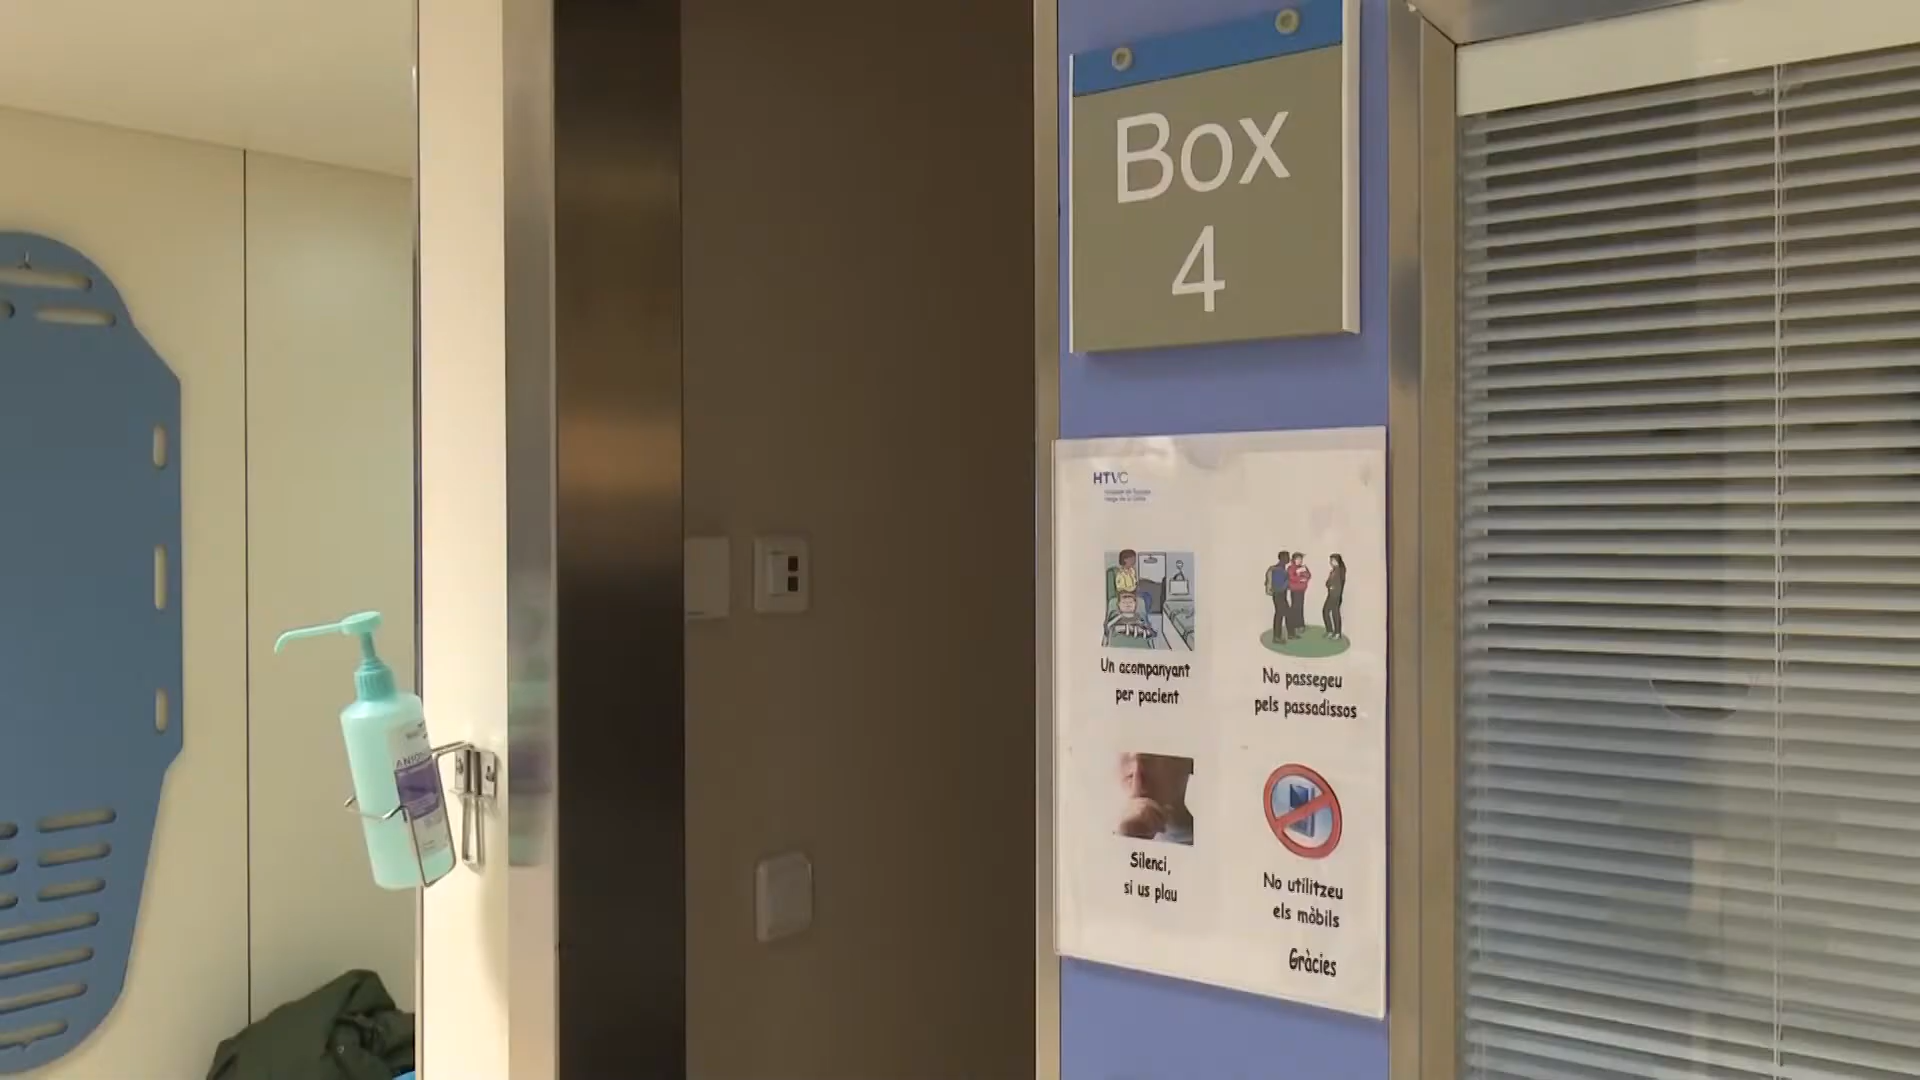 Box
4
HTVC
Un acompanyant
per pacient
No passegeu
pels passadissos
Silenci,
si us plau
No utilitzeu
els mòbils
Gràcies